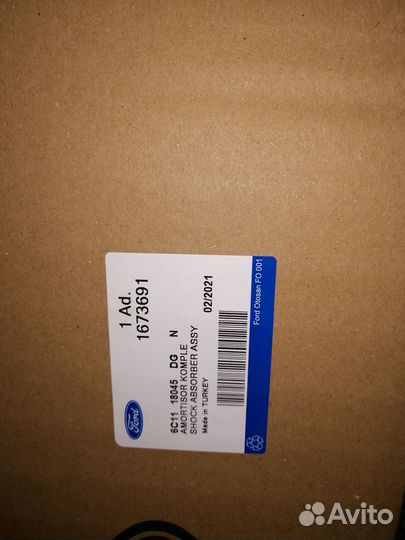 1 Ad.
1673691
Ford
6C11 18045 DG N
AMORTISOR KOMPLE
SHOCK ABSORBER ASSY
Made in TURKEY
02/2021
Ford Otosan FO 001
Avito